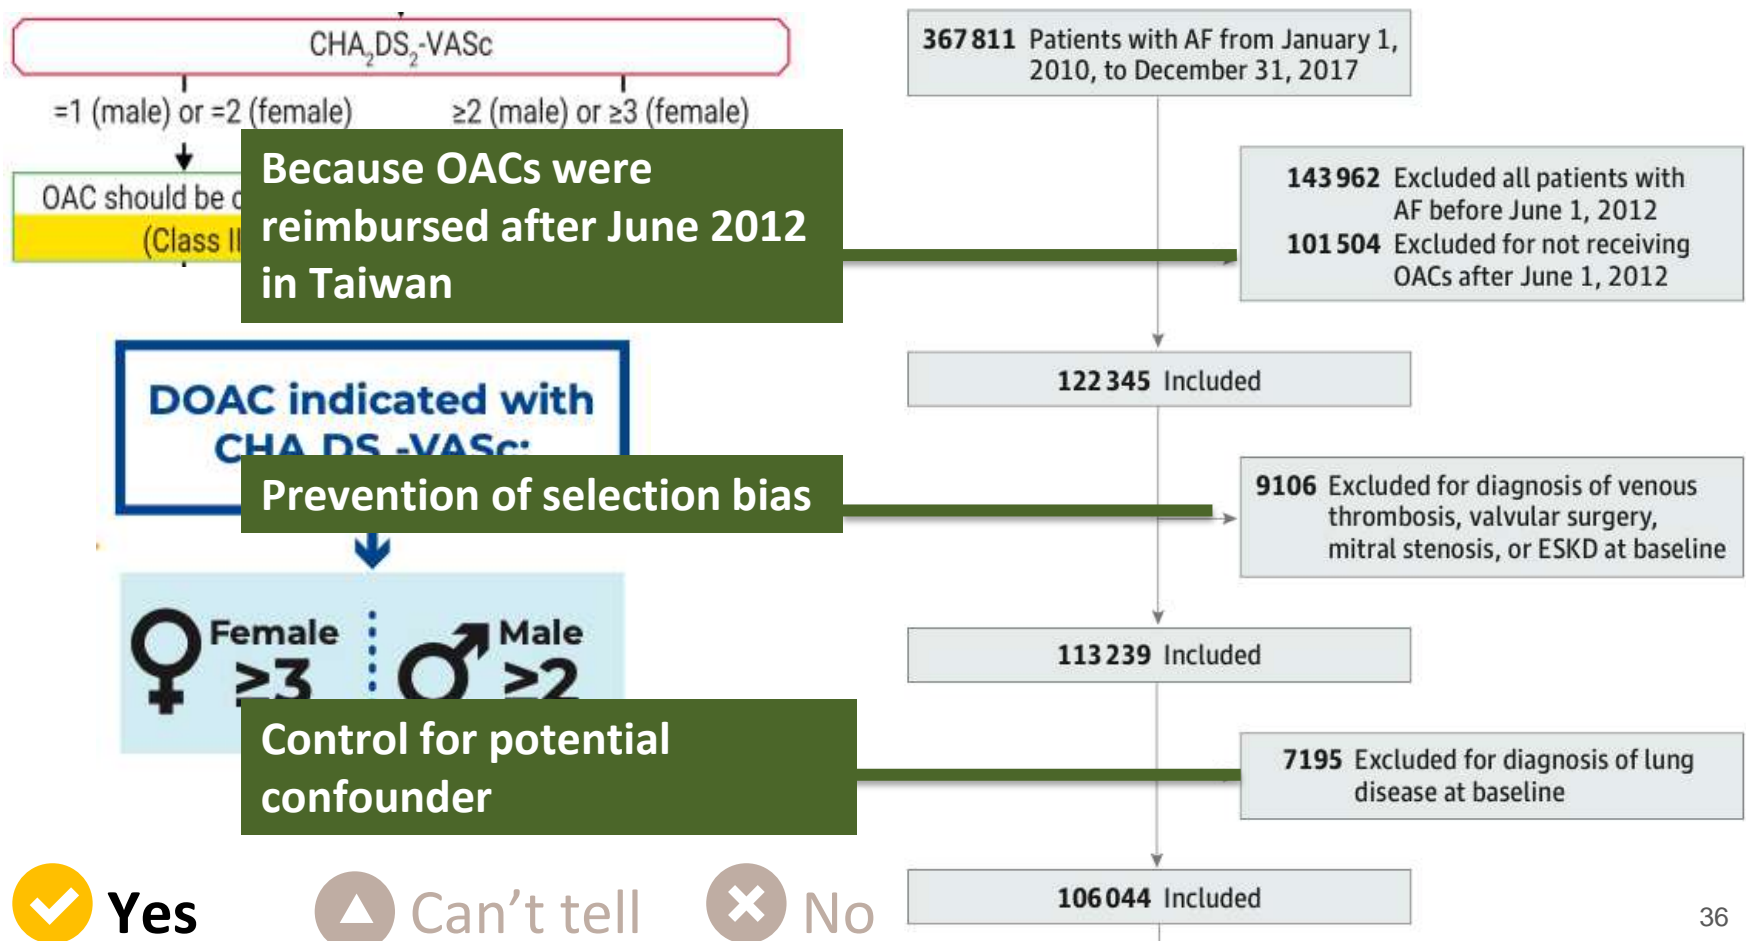 CHA₂DS₂-VASc
=1 (male) or =2 (female)
≥2 (male) or ≥3 (female)
OAC should be
(Class II
Because OACs were
reimbursed after June 2012
in Taiwan
DOAC indicated with
CHA DS -VASc:
Prevention of selection bias
Female
≥3
Male
≥2
Control for potential
confounder
367 811 Patients with AF from January 1,
2010, to December 31, 2017
143 962 Excluded all patients with
AF before June 1, 2012
101 504 Excluded for not receiving
OACs after June 1, 2012
122 345 Included
9106 Excluded for diagnosis of venous
thrombosis, valvular surgery,
mitral stenosis, or ESKD at baseline
113 239 Included
7195 Excluded for diagnosis of lung
disease at baseline
106 044 Included
Yes
Can't tell
No
36